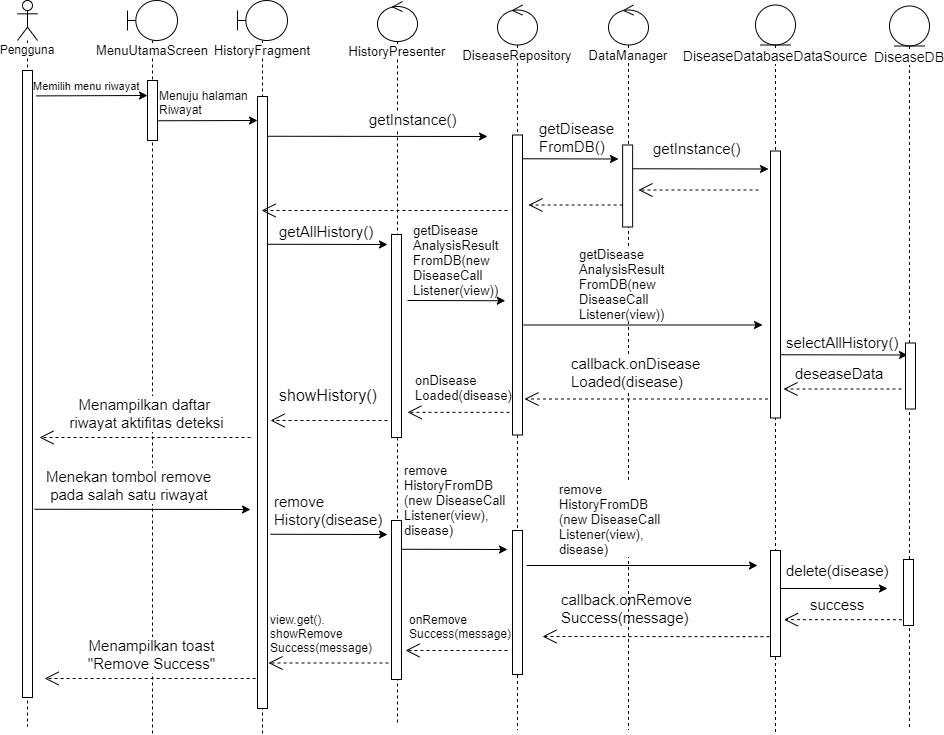 Pengguna
MenuUtamaScreen
HistoryFragment
HistoryPresenter
DiseaseRepository
DataManager
DiseaseDatabaseDataSource
DiseaseDB
Memilih menu riwayat
Menuju halaman
Riwayat
getInstance()
getDisease
FromDB()
getInstance()
getAllHistory()
getDisease
AnalysisResult
FromDB(new
DiseaseCall
Listener(view))
getDisease
AnalysisResult
FromDB(new
DiseaseCall
Listener(view))
selectAllHistory()
deseaseData
callback.onDisease
Loaded(disease)
onDisease
Loaded(disease)
showHistory()
Menampilkan daftar
riwayat aktifitas deteksi
Menekan tombol remove
pada salah satu riwayat
remove
History(disease)
remove
HistoryFromDB
(new DiseaseCall
Listener(view),
disease)
remove
HistoryFromDB
(new DiseaseCall
Listener(view),
disease)
delete(disease)
success
callback.onRemove
Success(message)
onRemove
Success(message)
view.get().
showRemove
Success(message)
Menampilkan toast
"Remove Success"